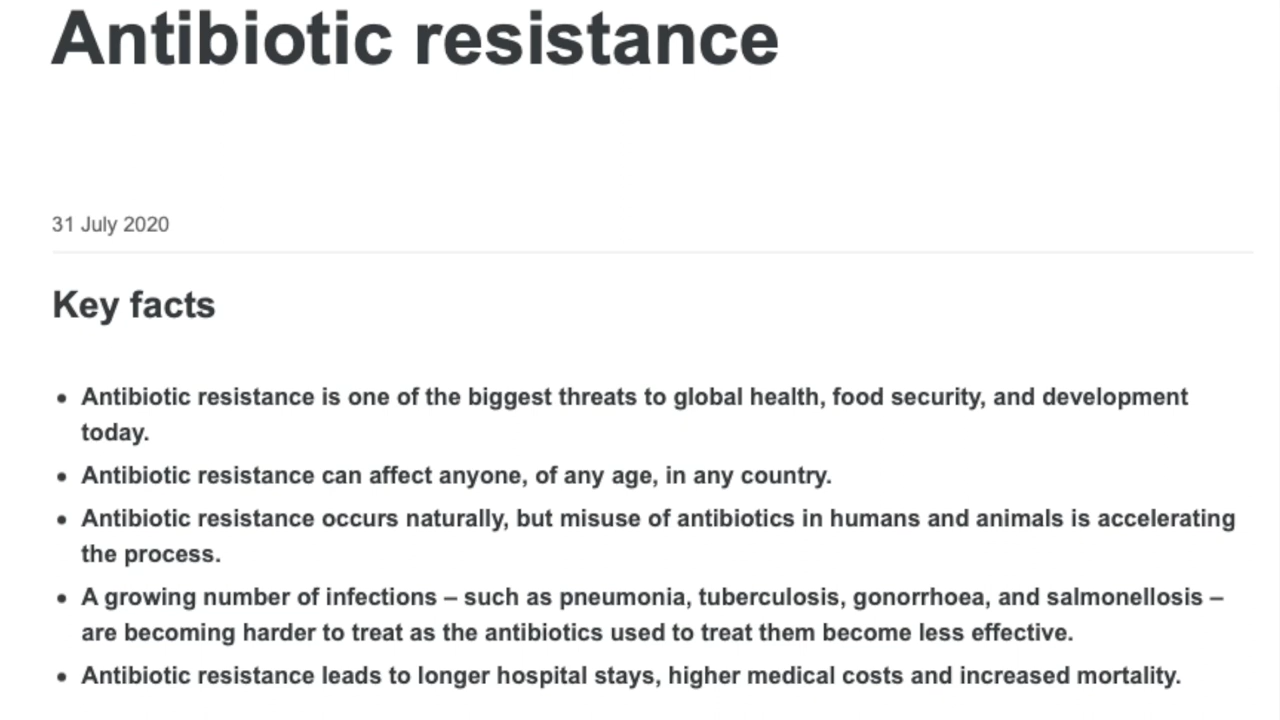 Antibiotic resistance
31 July 2020
Key facts
• Antibiotic resistance is one of the biggest threats to global health, food security, and development
today.
• Antibiotic resistance can affect anyone, of any age, in any country.
• Antibiotic resistance occurs naturally, but misuse of antibiotics in humans and animals is accelerating
the process.
• A growing number of infections – such as pneumonia, tuberculosis, gonorrhoea, and salmonellosis –
are becoming harder to treat as the antibiotics used to treat them become less effective.
• Antibiotic resistance leads to longer hospital stays, higher medical costs and increased mortality.